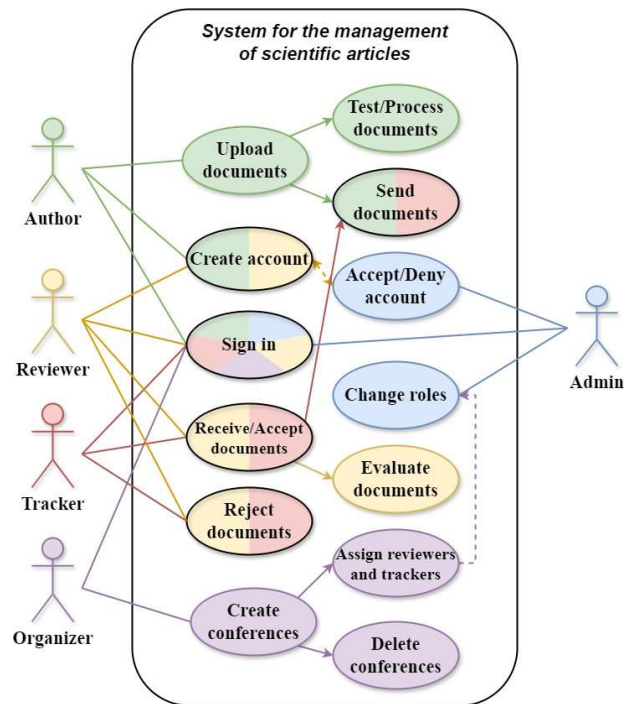 System for the management
of scientific articles
Test/Process
documents
Upload
documents
Send
documents
Author
Create account
Accept/Deny
account
Reviewer
Sign in
Admin
Change roles
Receive/Accept
documents
Evaluate
documents
Tracker
Reject
documents
Assign reviewers
and trackers
Organizer
Create
conferences
Delete
conferences